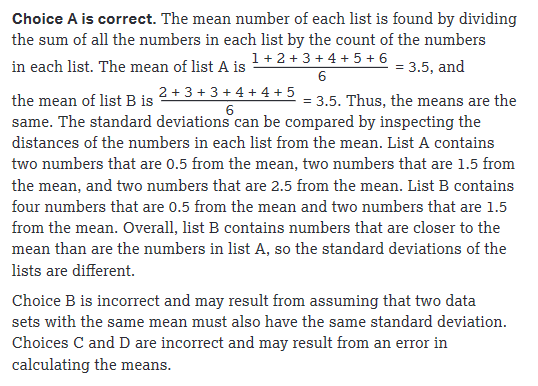 Choice A is correct. The mean number of each list is found by dividing
the sum of all the numbers in each list by the count of the numbers
in each list. The mean of list A is (1 + 2 + 3 + 4 + 5 + 6)/6 = 3.5, and
the mean of list B is (2 + 3 + 3 + 4 + 4 + 5)/6 = 3.5. Thus, the means are the
same. The standard deviations can be compared by inspecting the
distances of the numbers in each list from the mean. List A contains
two numbers that are 0.5 from the mean, two numbers that are 1.5 from
the mean, and two numbers that are 2.5 from the mean. List B contains
four numbers that are 0.5 from the mean and two numbers that are 1.5
from the mean. Overall, list B contains numbers that are closer to the
mean than are the numbers in list A, so the standard deviations of the
lists are different.
Choice B is incorrect and may result from assuming that two data
sets with the same mean must also have the same standard deviation.
Choices C and D are incorrect and may result from an error in
calculating the means.